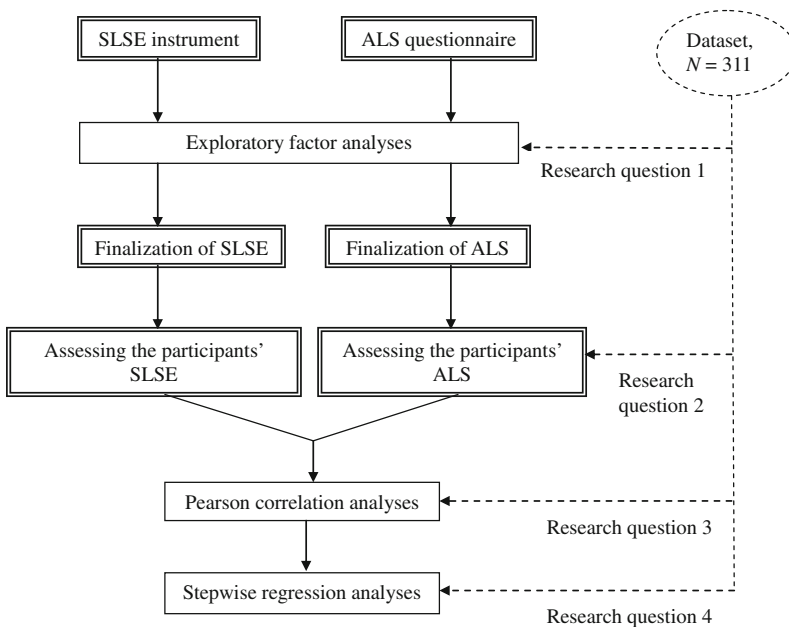 SLSE instrument
ALS questionnaire
Dataset,
N = 311
Exploratory factor analyses
Research question 1
Finalization of SLSE
Finalization of ALS
Assessing the participants'
SLSE
Assessing the participants'
ALS
Research
question 2
Pearson correlation analyses
Research question 3
Stepwise regression analyses
Research question 4